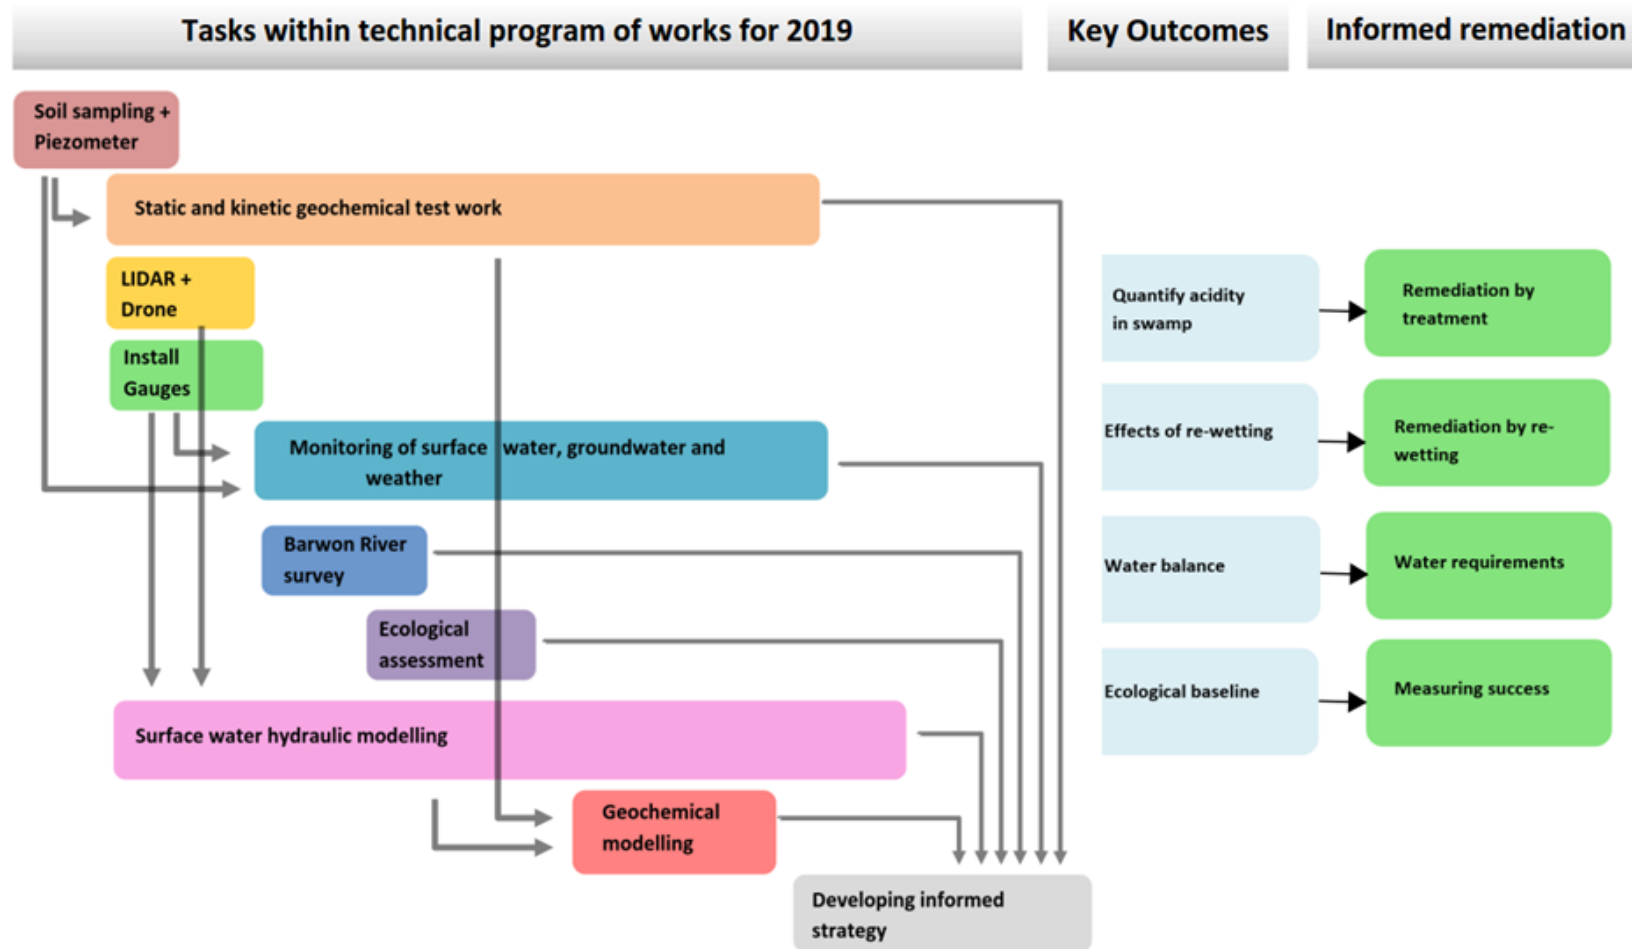 Tasks within technical program of works for 2019
Key Outcomes
Informed remediation
Soil sampling +
Piezometer
Static and kinetic geochemical test work
LIDAR +
Drone
Install
Gauges
Monitoring of surface water, groundwater and
weather
Barwon River
survey
Ecological
assessment
Surface water hydraulic modelling
Geochemical
modelling
Developing informed
strategy
Quantify acidity
in swamp
Remediation by
treatment
Effects of re-wetting
Remediation by re-
wetting
Water balance
Water requirements
Ecological baseline
Measuring success